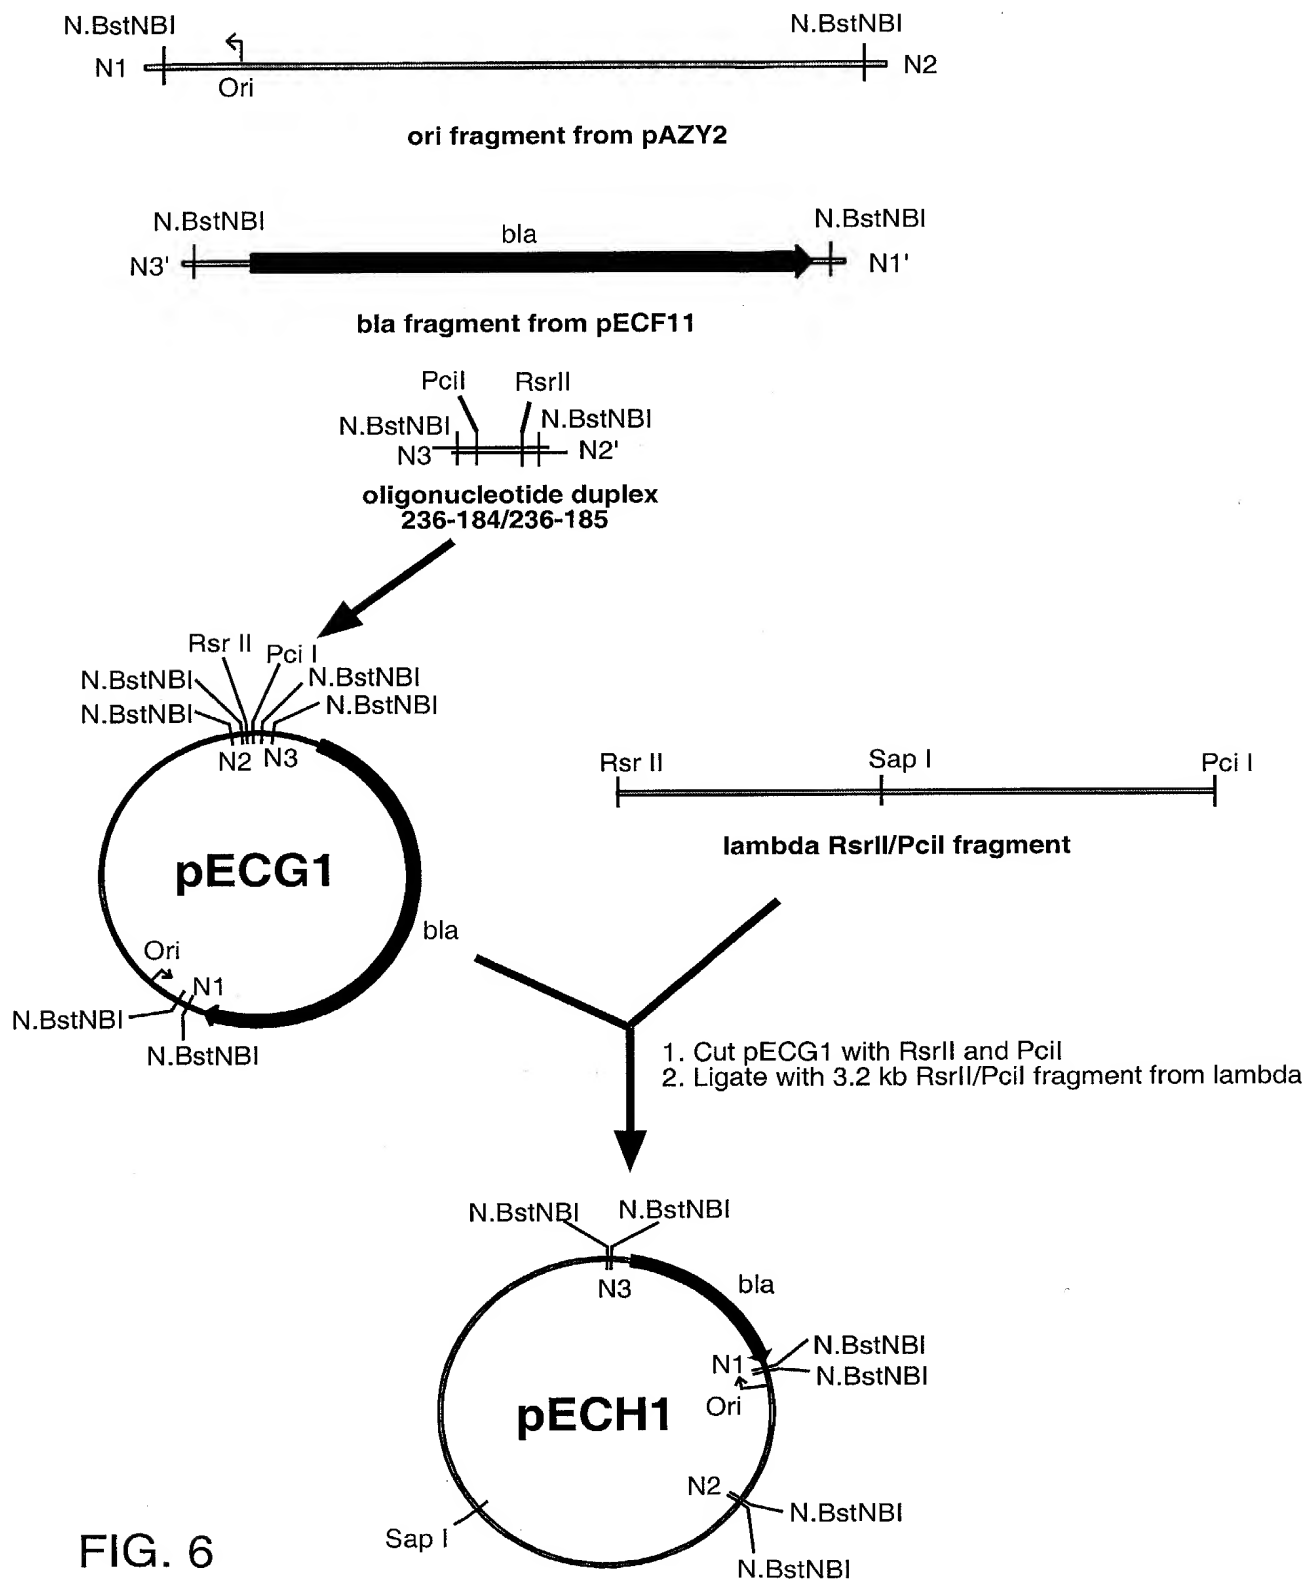 N.BstNBI
N.BstNBI
N1
Ori
N2
ori fragment from pAZY2
N.BstNBI
bla
N.BstNBI
N3'
N1'
bla fragment from pECF11
PciI
RsrII
N.BstNBI
N.BstNBI
N3
N2'
oligonucleotide duplex
236-184/236-185
Rsr II
Pci I
N.BstNBI
N.BstNBI
N.BstNBI
N.BstNBI
N2
N3
pECG1
bla
Ori
N1
N.BstNBI
N.BstNBI
Rsr II
Sap I
Pci I
lambda RsrII/PciI fragment
1. Cut pECG1 with RsrII and PciI
2. Ligate with 3.2 kb RsrII/PciI fragment from lambda
N.BstNBI
N.BstNBI
N3
bla
N1
N.BstNBI
N.BstNBI
Ori
pECH1
N2
N.BstNBI
N.BstNBI
Sap I
FIG. 6